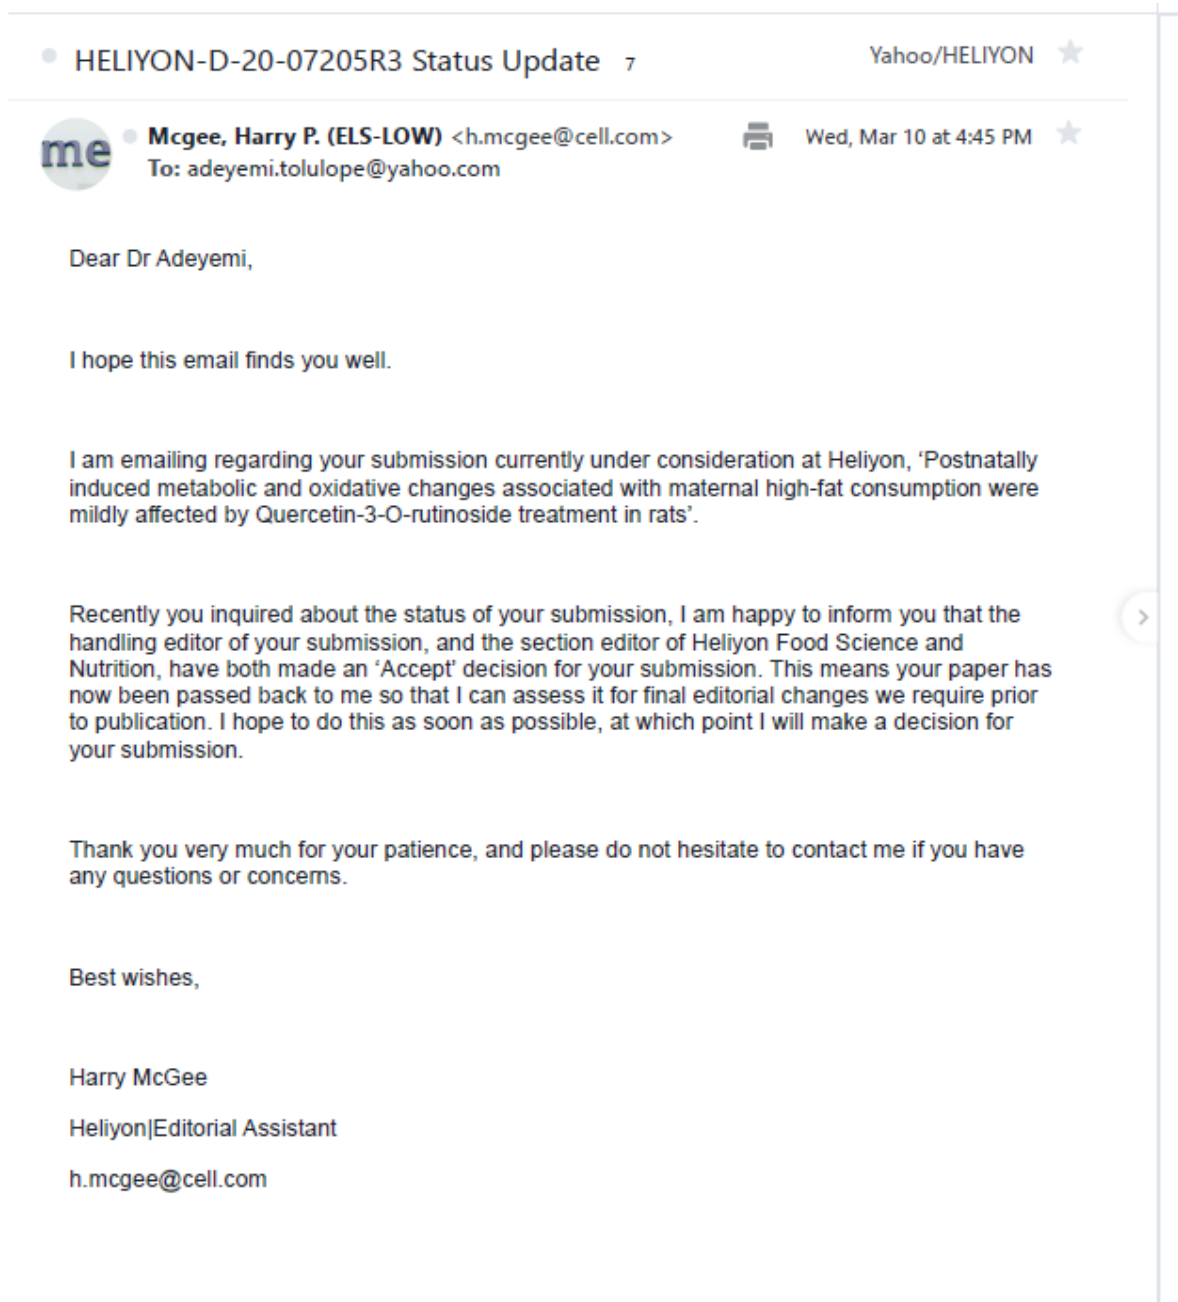 HELIYON-D-20-07205R3 Status Update 7 Yahoo/HELIYON
me
Mcgee, Harry P. (ELS-LOW) <h.mcgee@cell.com> Wed, Mar 10 at 4:45 PM
To: adeyemi.tolulope@yahoo.com
Dear Dr Adeyemi,
I hope this email finds you well.
I am emailing regarding your submission currently under consideration at Heliyon, ‘Postnatally
induced metabolic and oxidative changes associated with maternal high-fat consumption were
mildly affected by Quercetin-3-O-rutinoside treatment in rats’.
Recently you inquired about the status of your submission, I am happy to inform you that the
handling editor of your submission, and the section editor of Heliyon Food Science and
Nutrition, have both made an ‘Accept’ decision for your submission. This means your paper has
now been passed back to me so that I can assess it for final editorial changes we require prior
to publication. I hope to do this as soon as possible, at which point I will make a decision for
your submission.
Thank you very much for your patience, and please do not hesitate to contact me if you have
any questions or concerns.
Best wishes,
Harry McGee
Heliyon|Editorial Assistant
h.mcgee@cell.com